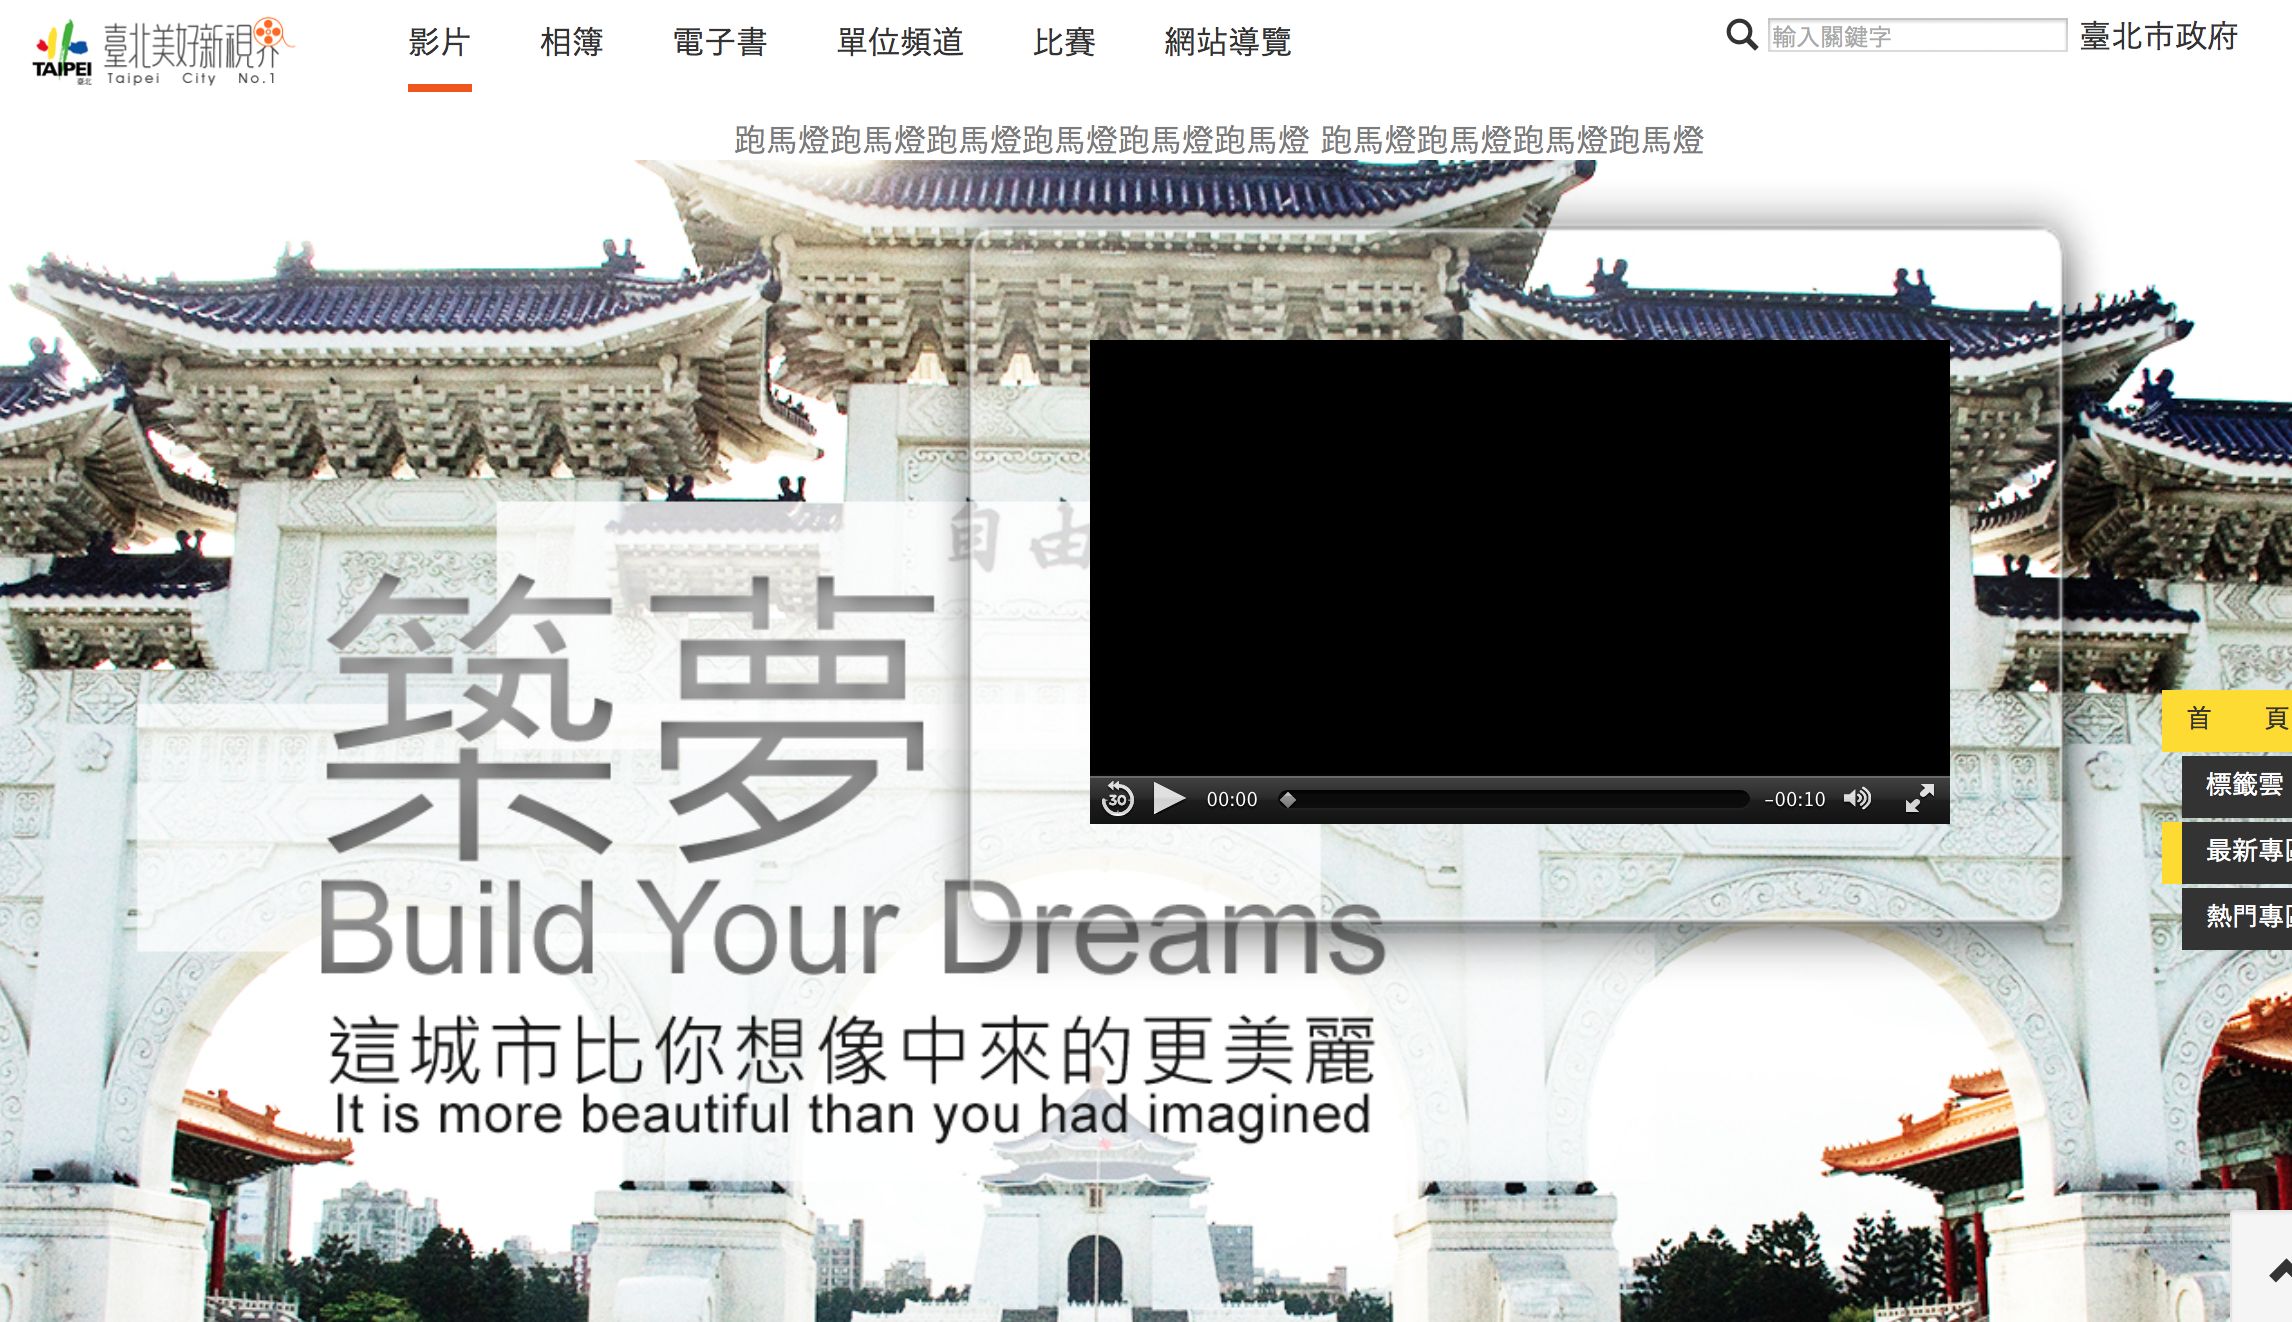 TAIPEI
臺北
臺北美好新視界
Taipei City No.1
影片 相簿 電子書 單位頻道 比賽 網站導覽
輸入關鍵字 臺北市政府
跑馬燈跑馬燈跑馬燈跑馬燈跑馬燈跑馬燈 跑馬燈跑馬燈跑馬燈跑馬燈
自由
築夢
Build Your Dreams
這城市比你想像中來的更美麗
It is more beautiful than you had imagined
30 00:00 -00:10
首 頁
標籤雲
最新專區
熱門專區